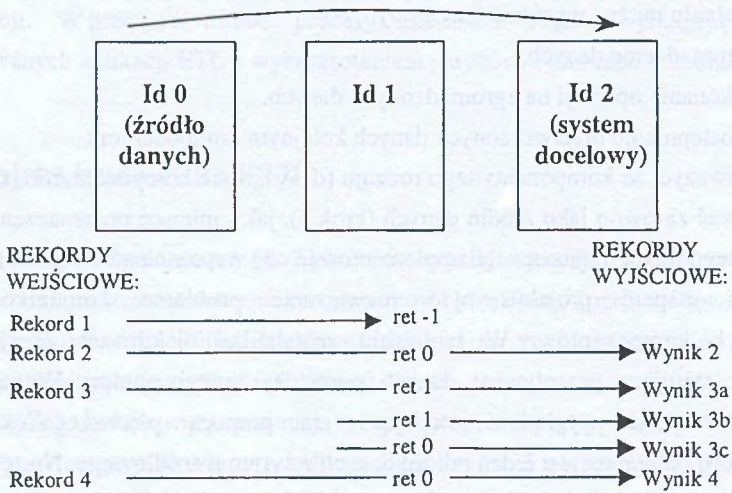 Id 0
(źródło
danych)
Id 1
Id 2
(system
docelowy)
REKORDY
WEJŚCIOWE:
REKORDY
WYJŚCIOWE:
Rekord 1 ret -1
Rekord 2 ret 0 Wynik 2
Rekord 3 ret 1 Wynik 3a
ret 1 Wynik 3b
ret 0 Wynik 3c
Rekord 4 ret 0 Wynik 4